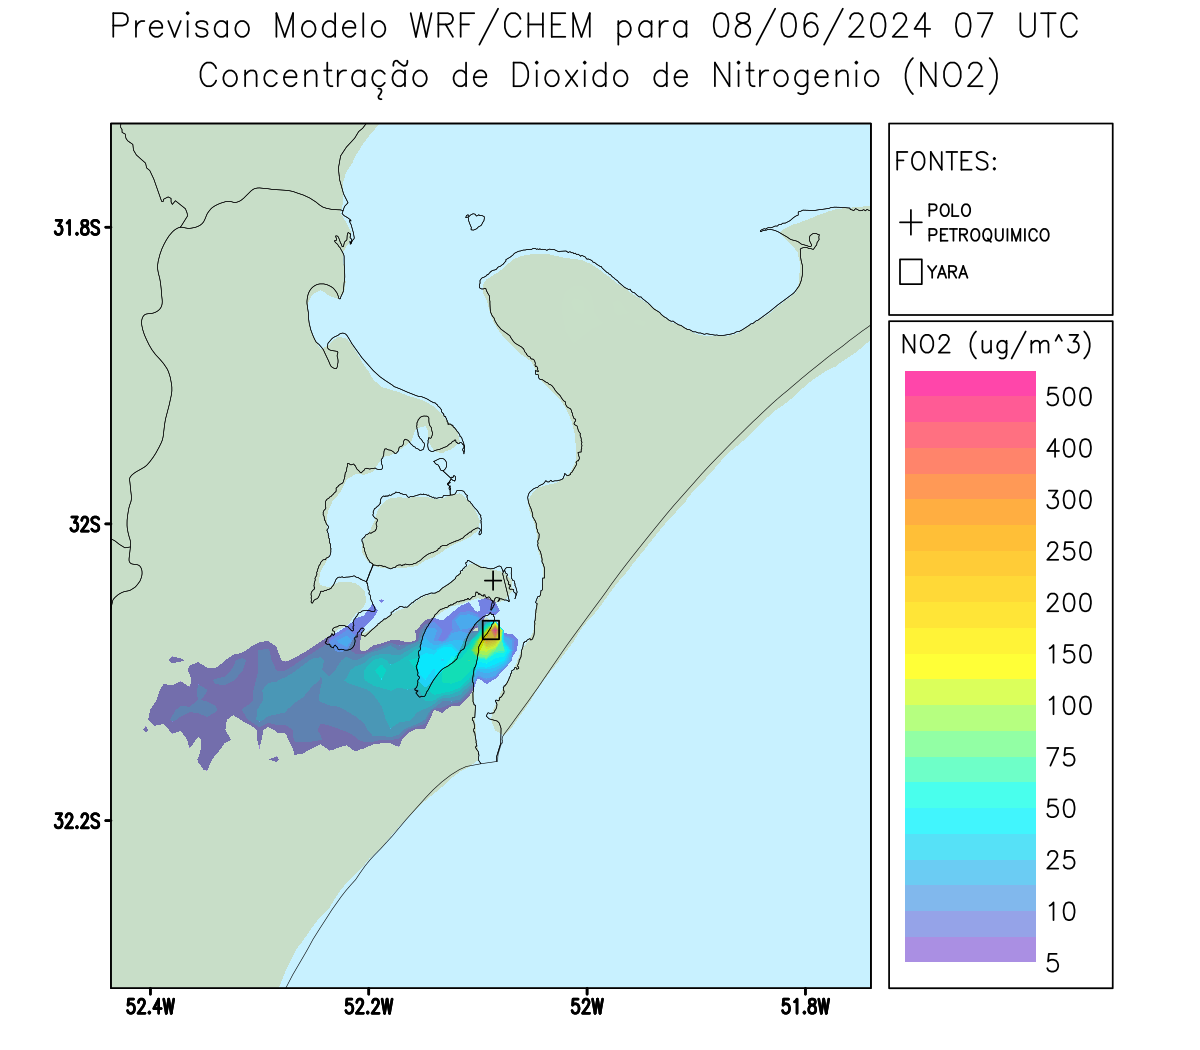 Previsao Modelo WRF/CHEM para 08/06/2024 07 UTC
Concentração de Dioxido de Nitrogenio (NO2)
FONTES:
POLO
PETROQUIMICO
YARA
NO2 (ug/m^3)
500
400
300
250
200
150
100
75
50
25
10
5
31.8S
32S
32.2S
52.4W
52.2W
52W
51.8W